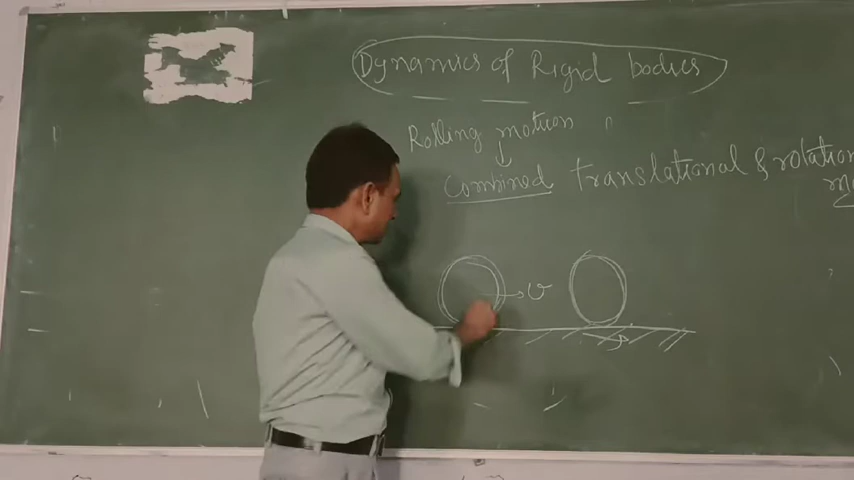 Dynamics of Rigid bodies
Rolling motion
Combined translational & rotation
v